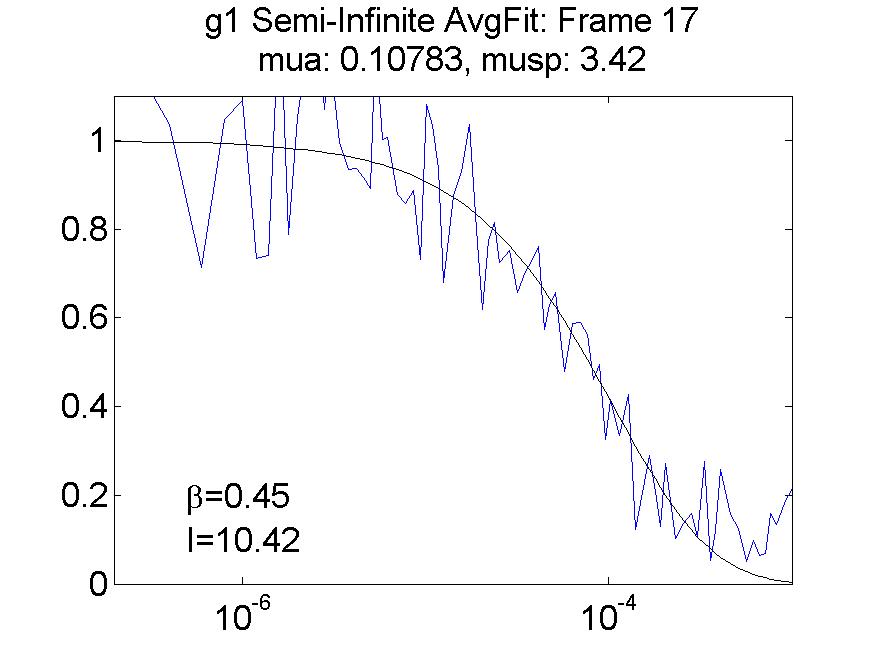 g1 Semi-Infinite AvgFit: Frame 17
mua: 0.10783, musp: 3.42
1
0.8
0.6
0.4
0.2
0
β=0.45
I=10.42
10^-6
10^-4